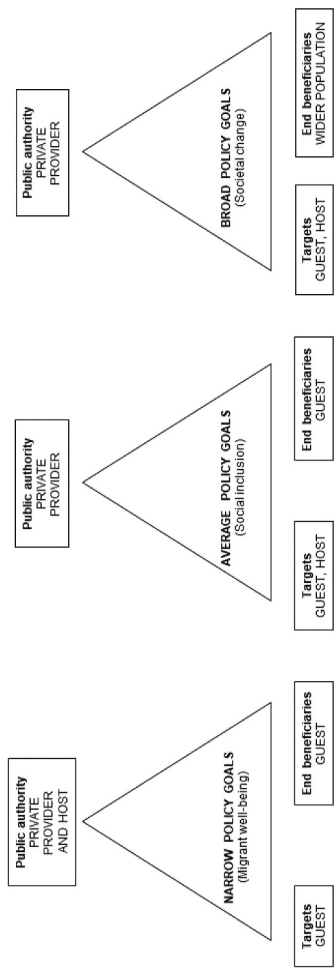 Public authority
PRIVATE
PROVIDER
AND HOST
NARROW POLICY GOALS
(Migrant well-being)
Targets
GUEST
End beneficiaries
GUEST
Public authority
PRIVATE
PROVIDER
AVERAGE POLICY GOALS
(Social inclusion)
Targets
GUEST, HOST
End beneficiaries
GUEST
Public authority
PRIVATE
PROVIDER
BROAD POLICY GOALS
(Societal change)
Targets
GUEST, HOST
End beneficiaries
WIDER POPULATION